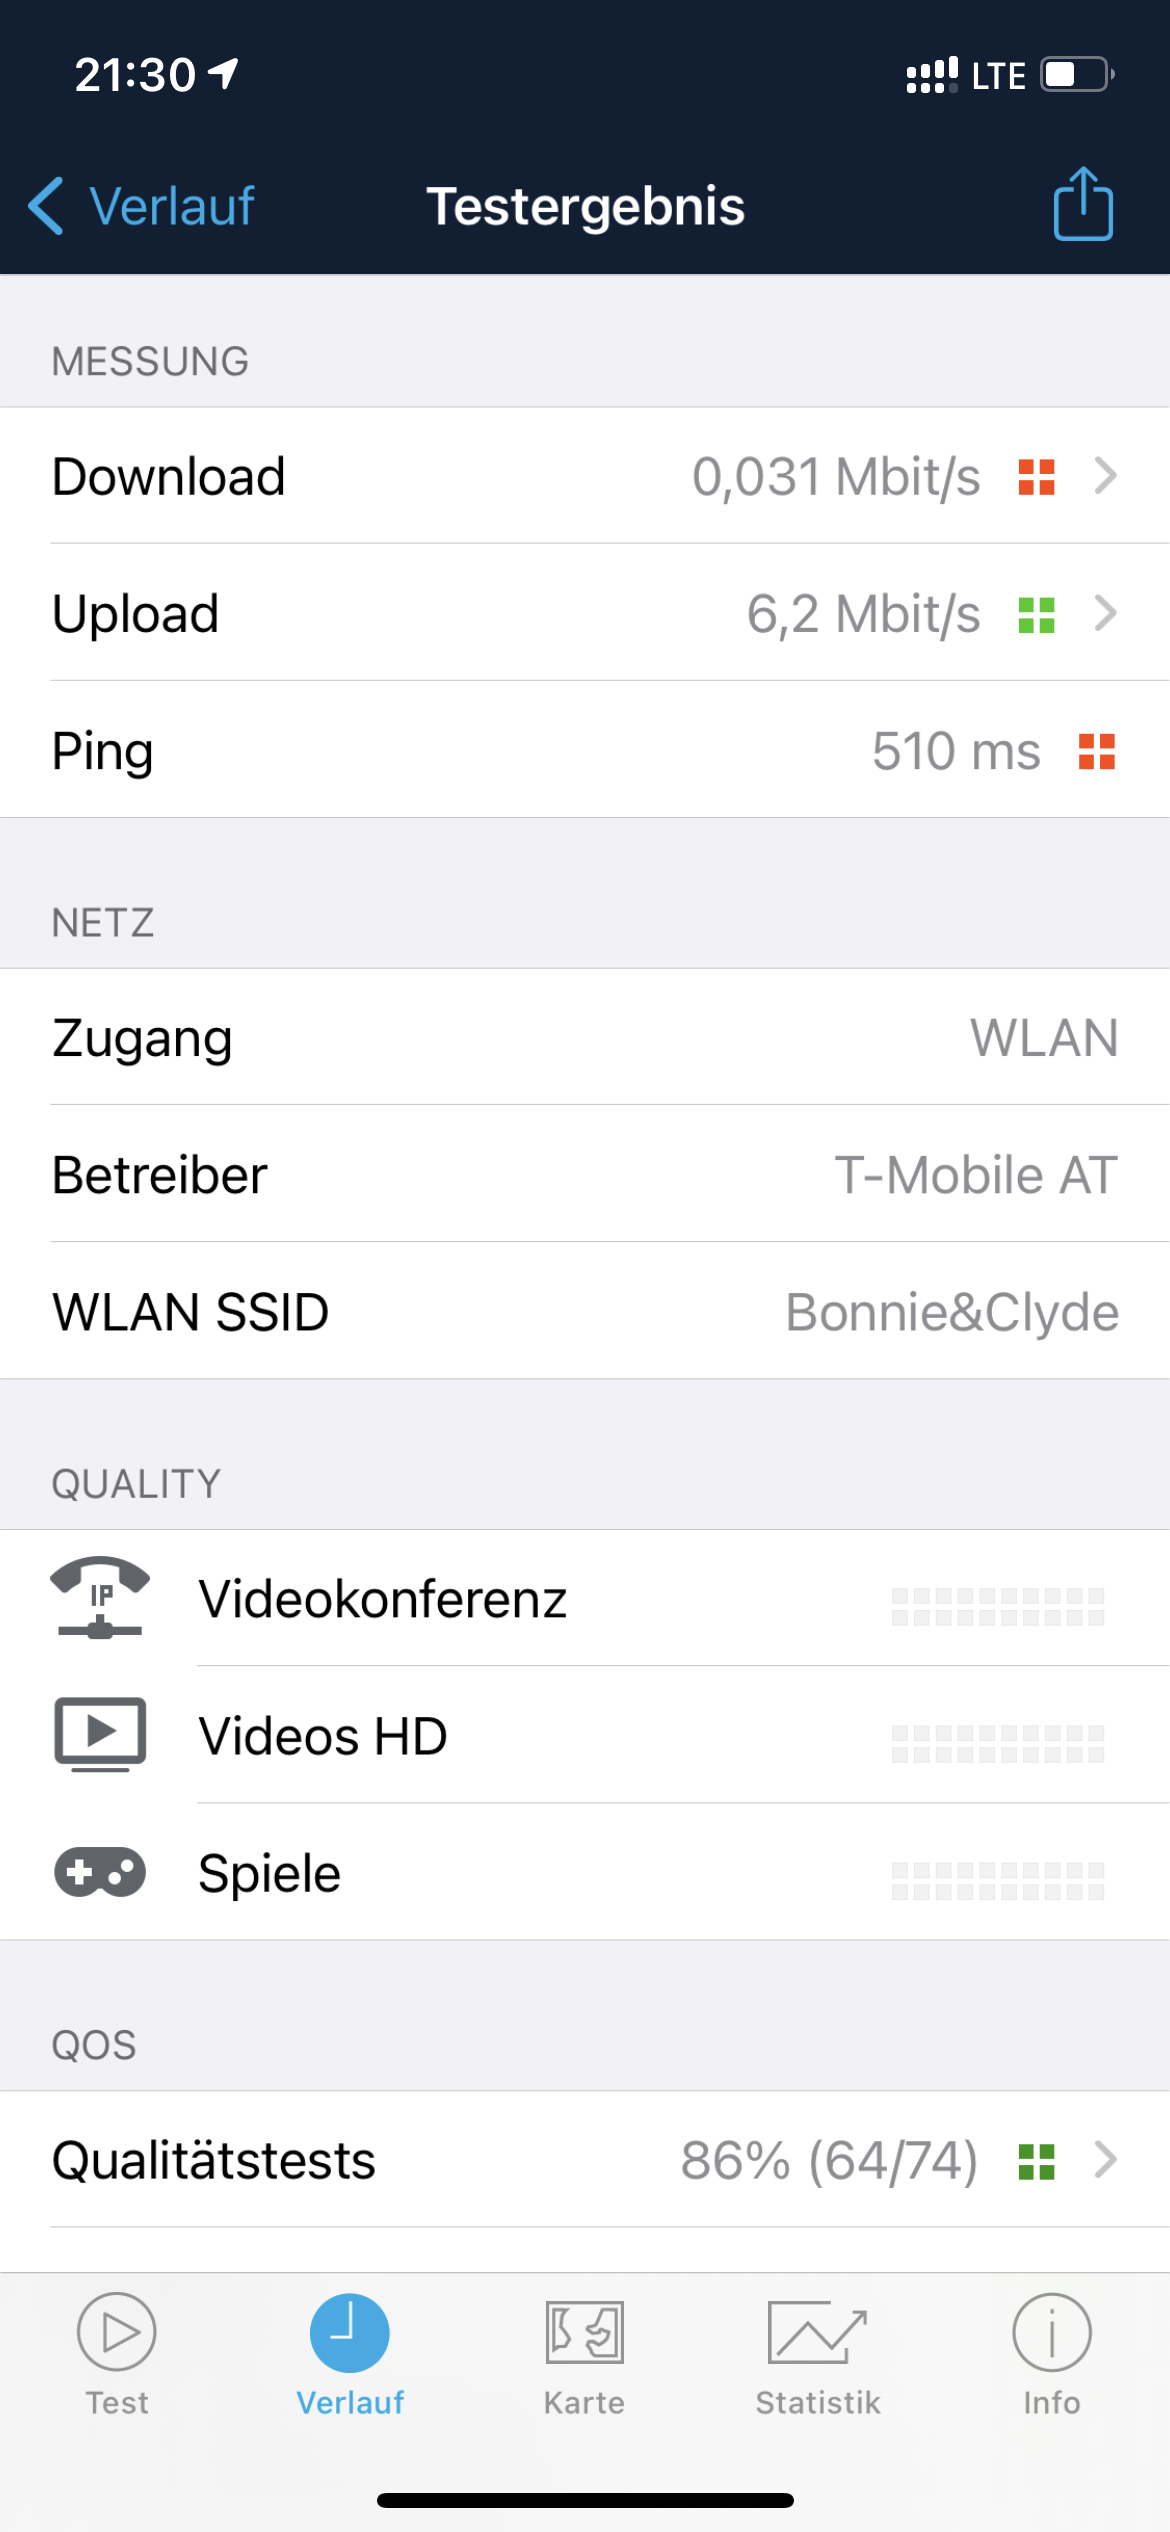 21:30 LTE
Verlauf Testergebnis
MESSUNG
Download 0,031 Mbit/s
Upload 6,2 Mbit/s
Ping 510 ms
NETZ
Zugang WLAN
Betreiber T-Mobile AT
WLAN SSID Bonnie&Clyde
QUALITY
IP Videokonferenz
Videos HD
Spiele
QOS
Qualitätstests 86% (64/74)
Test Verlauf Karte Statistik Info